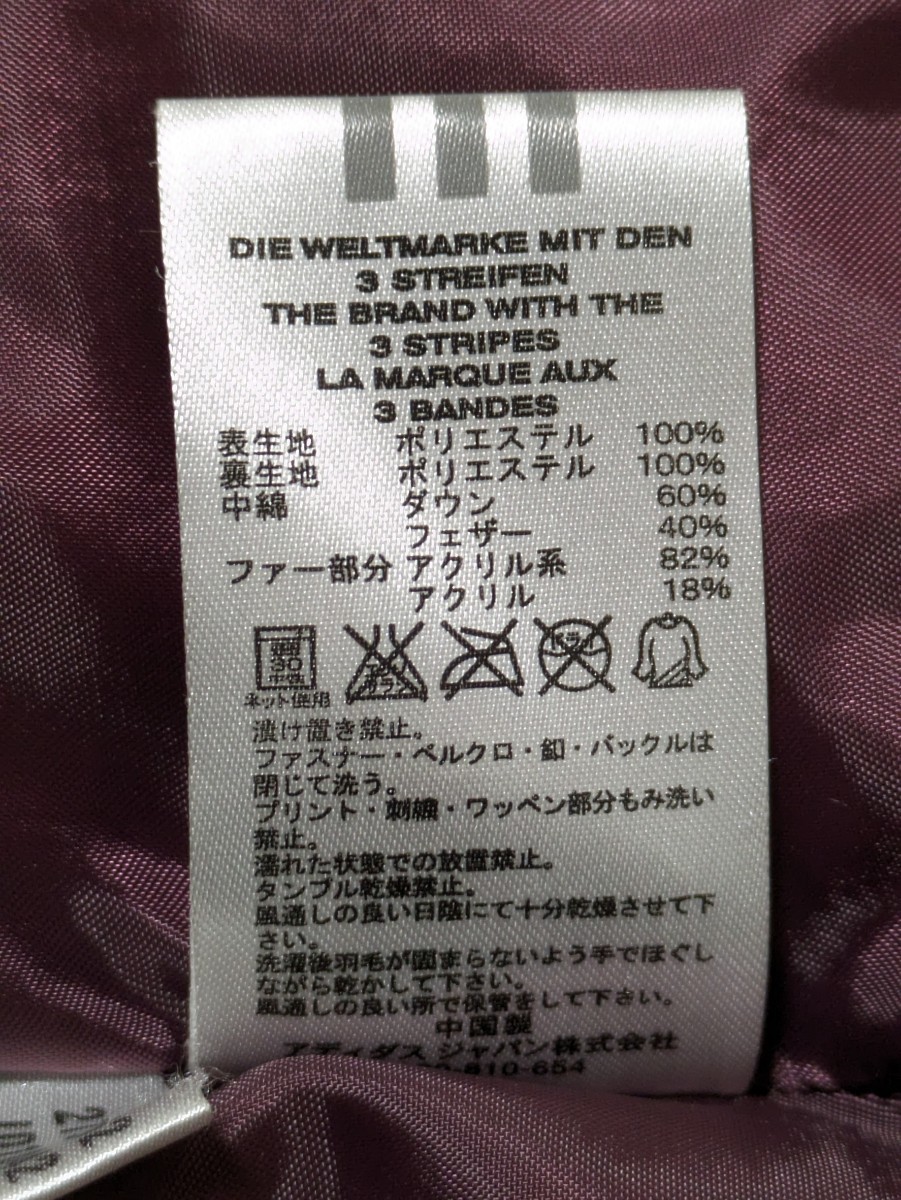 DIE WELTMARKE MIT DEN
3 STREIFEN
THE BRAND WITH THE
3 STRIPES
LA MARQUE AUX
3 BANDES
表生地 ポリエステル 100%
裏生地 ポリエステル 100%
中綿 ダウン 60%
フェザー 40%
ファー部分 アクリル系 82%
アクリル 18%
30
ネット使用
漬け置き禁止。
ファスナー・ベルクロ・釦・バックルは
閉じて洗う。
プリント・刺繍・ワッペン部分もみ洗い
禁止。
濡れた状態での放置禁止。
タンブル乾燥禁止。
風通しの良い日陰にて十分乾燥させて下
さい。
洗濯後羽毛が固まらないよう手でほぐし
ながら乾かして下さい。
風通しの良い所で保管をして下さい。
中国製
アディダス ジャパン株式会社
810-654